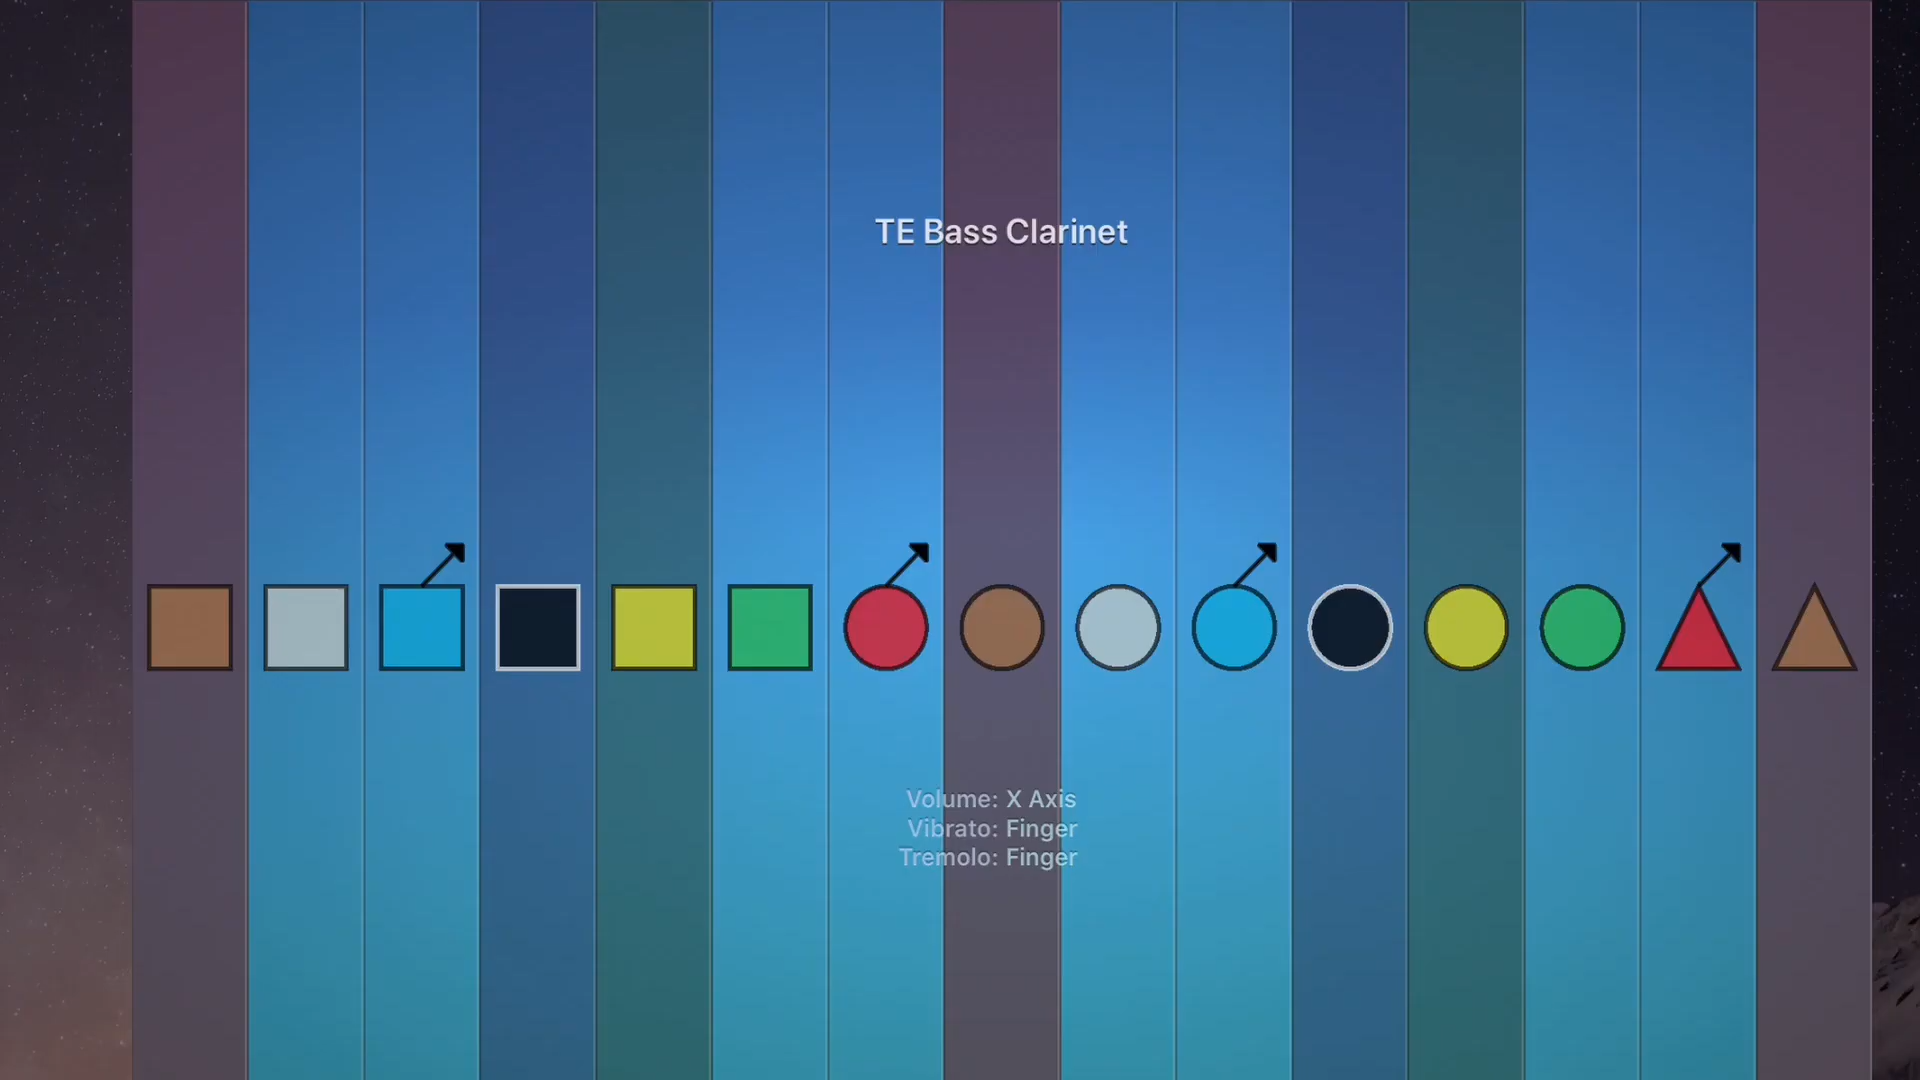 TE Bass Clarinet
Volume: X Axis
Vibrato: Finger
Tremolo: Finger